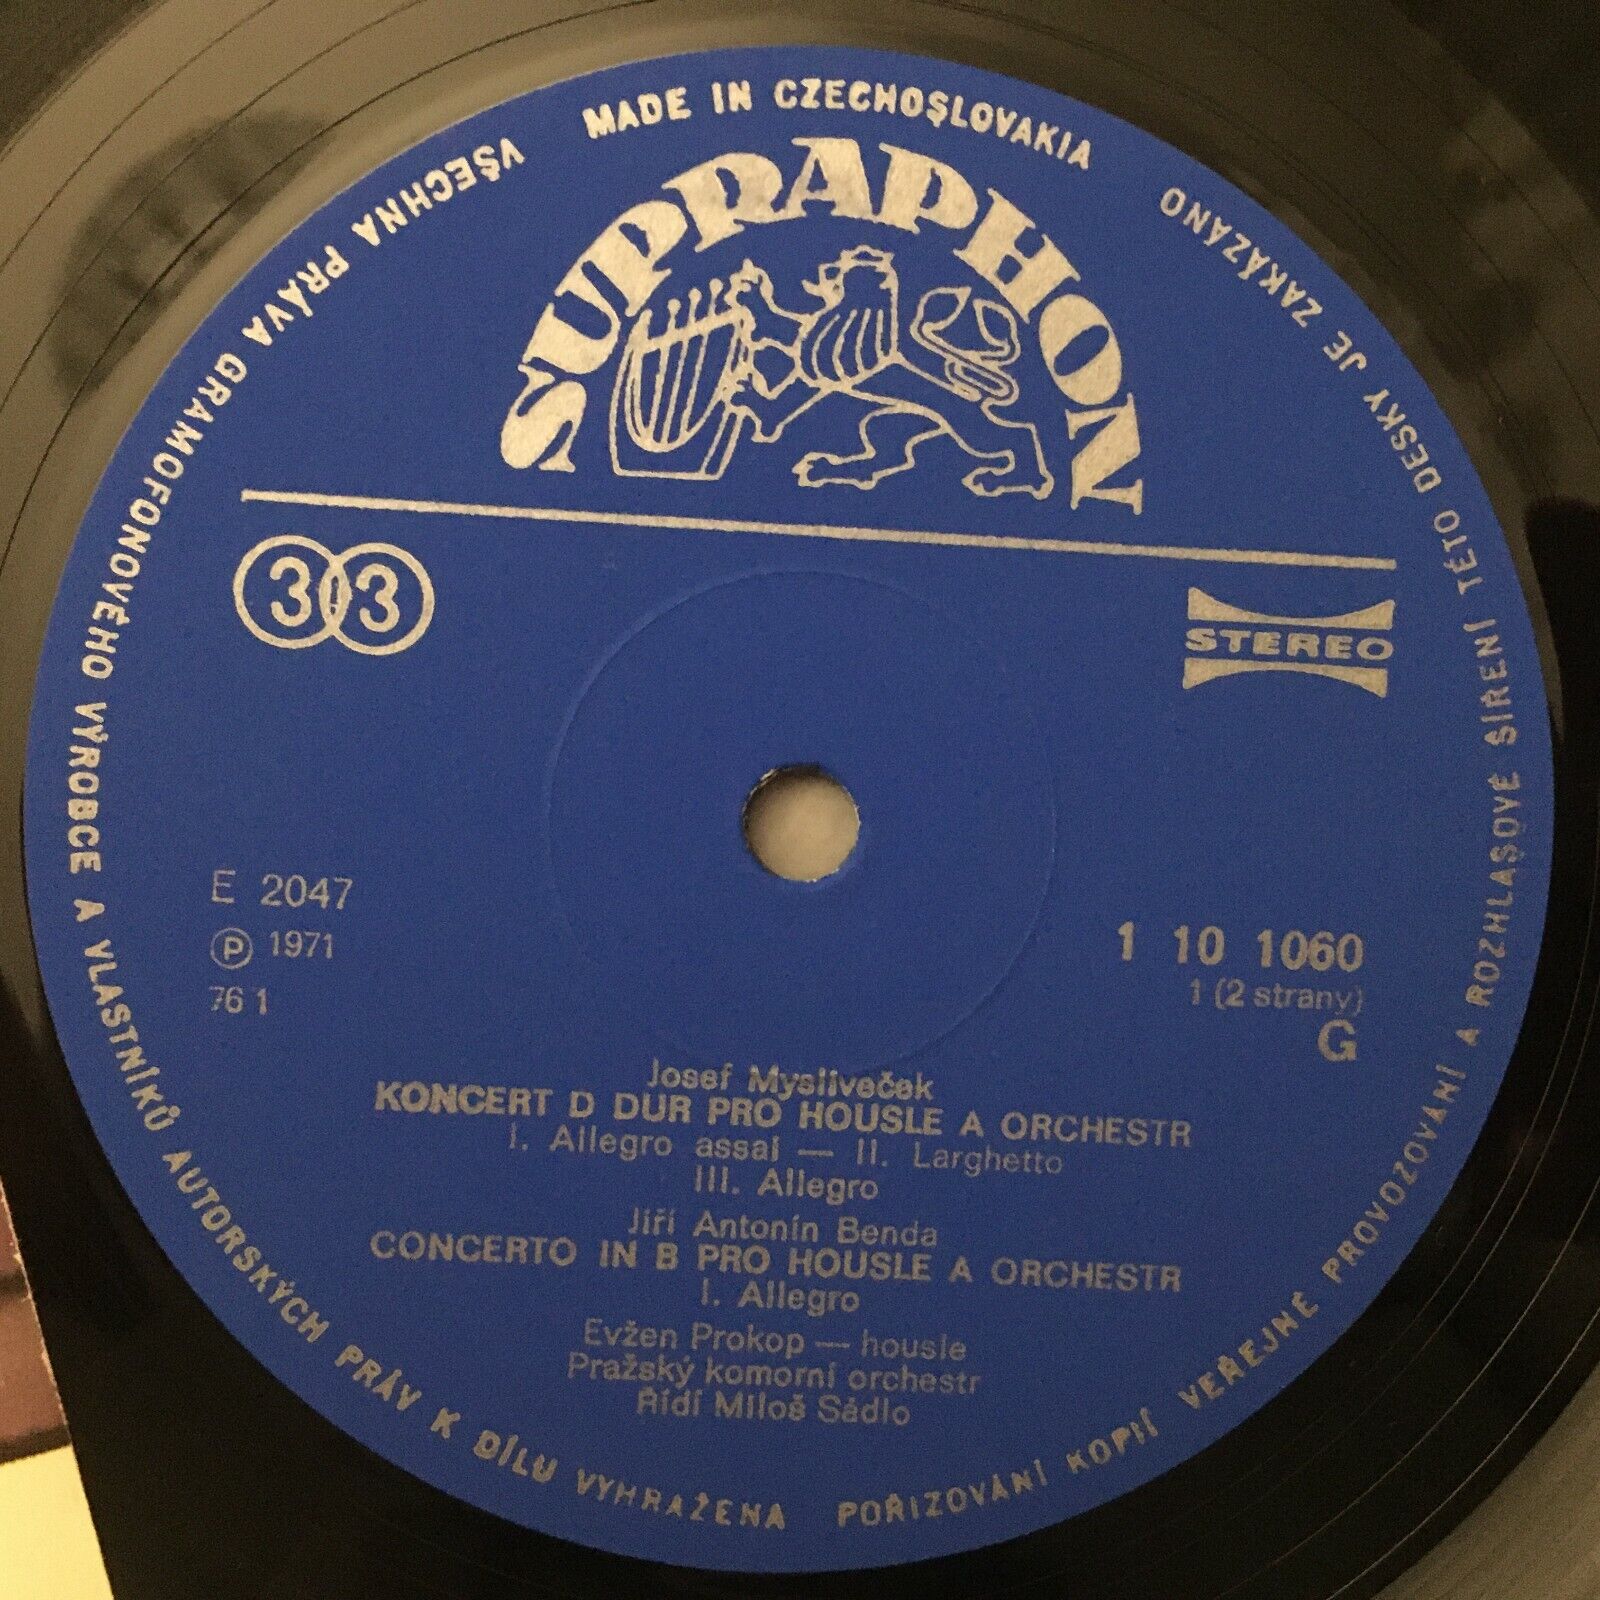 MADE IN CZECHOSLOVAKIA
SUPRAPHON
33
STEREO
E 2047
Ⓟ 1971
76 1
1 10 1060
1 (2 strany)
G
Josef Mysliveček
KONCERT D DUR PRO HOUSLE A ORCHESTR
I. Allegro assai — II. Larghetto
III. Allegro
Jiří Antonín Benda
CONCERTO IN B PRO HOUSLE A ORCHESTR
I. Allegro
Evžen Prokop — housle
Pražský komorní orchestr
Řídí Miloš Sádlo
VŠECHNA PRÁVA GRAMOFONOVÉHO VÝROBCE A VLASTNÍKŮ AUTORSKÝCH PRÁV K DÍLU VYHRAŽENA
POŘIZOVÁNÍ KOPIÍ VEŘEJNÉ PROVOZOVÁNÍ A ROZHLASOVÉ ŠÍŘENÍ TÉTO DESKY JE ZAKÁZÁNO